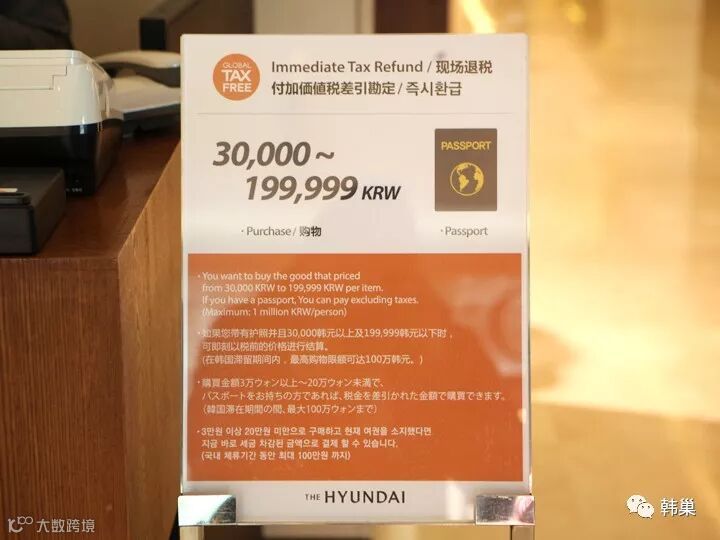 GLOBAL
TAX
FREE
Immediate Tax Refund / 现场退税
付加価値税差引勘定 / 즉시환급
30,000 ~
199,999 KRW
PASSPORT
· Purchase / 购物
· Passport
· You want to buy the good that priced
from 30,000 KRW to 199,999 KRW per item.
If you have a passport, You can pay excluding taxes.
(Maximum: 1 million KRW/person)
· 如果您带有护照并且30,000韩元以上及199,999韩元以下时，
可即刻以税前的价格进行结算。
(在韩国滞留期间内，最高购物限额可达100万韩元。)
· 購買金額3万ウォン以上～20万ウォン未満で、
パスポートをお持ちの方であれば、税金を差引かれた金額で購買できます。
（韓国滞在期間の間、最大100万ウォンまで）
· 3만원 이상 20만원 미만으로 구매하고 현재 여권을 소지했다면
지금 바로 세금 차감된 금액으로 결제 할 수 있습니다.
(국내 체류기간 동안 최대 100만원 까지)
THE HYUNDAI
韩巢
大数跨境